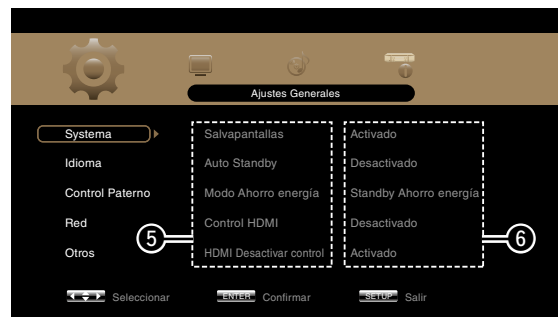 Ajustes Generales
Systema Salvapantallas Activado
Idioma Auto Standby Desactivado
Control Paterno Modo Ahorro energía Standby Ahorro energía
Red Control HDMI Desactivado
Otros HDMI Desactivar control Activado
5 6
Seleccionar ENTER Confirmar SETUP Salir